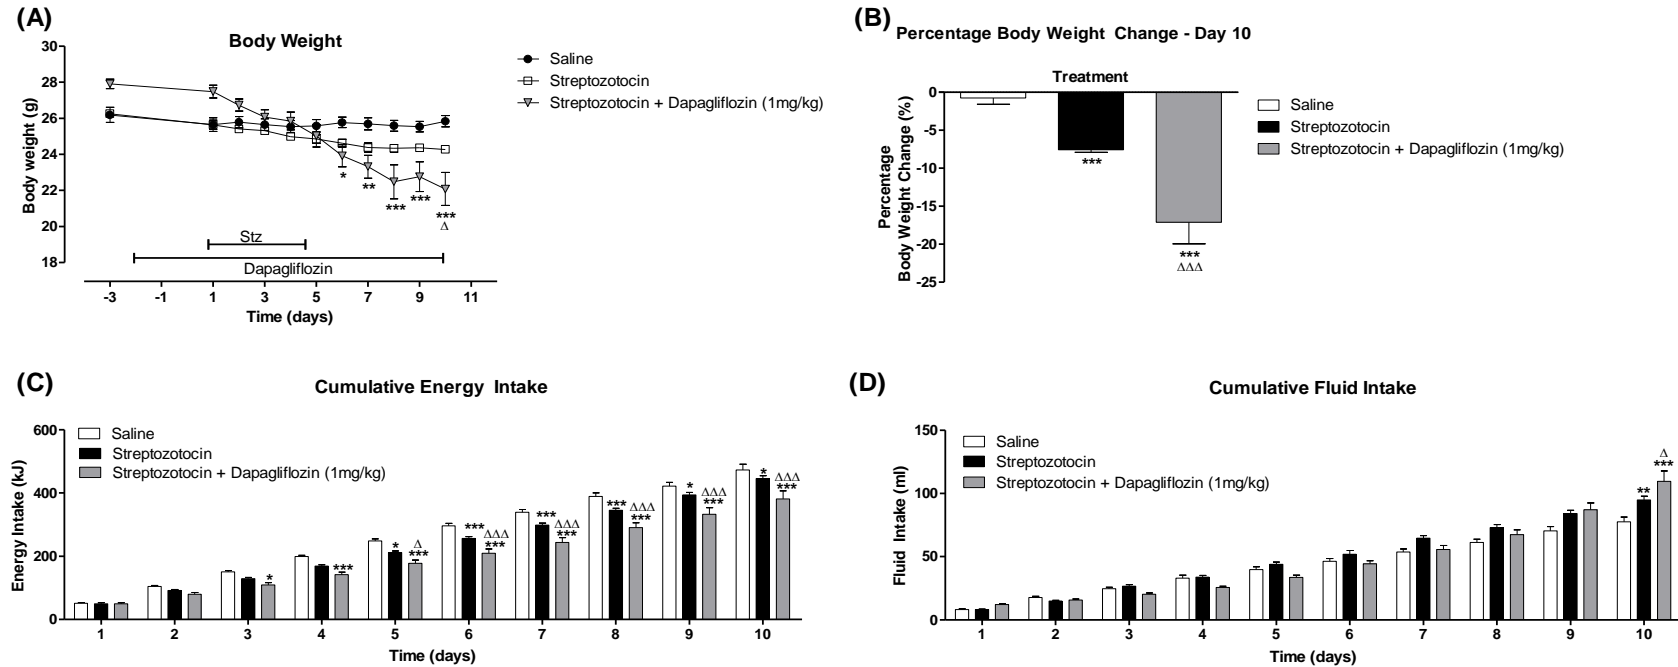 (A)
Body Weight
30
28
26
24
22
20
18
Body weight (g)
Saline
Streptozotocin
Streptozotocin + Dapagliflozin (1mg/kg)
*
**
***
***
***
Δ
Stz
Dapagliflozin
-3 -1 1 3 5 7 9 11
Time (days)
(B)
Percentage Body Weight Change - Day 10
Treatment
0
-5
-10
-15
-20
-25
Percentage
Body Weight Change (%)
***
***
ΔΔΔ
Saline
Streptozotocin
Streptozotocin + Dapagliflozin (1mg/kg)
(C)
Cumulative Energy Intake
600
400
200
0
Energy Intake (kJ)
Saline
Streptozotocin
Streptozotocin + Dapagliflozin (1mg/kg)
*
***
*
Δ
***
***
ΔΔΔ
***
***
ΔΔΔ
***
***
ΔΔΔ
***
*
ΔΔΔ
***
*
ΔΔΔ
***
1 2 3 4 5 6 7 8 9 10
Time (days)
(D)
Cumulative Fluid Intake
150
100
50
0
Fluid Intake (ml)
Saline
Streptozotocin
Streptozotocin + Dapagliflozin (1mg/kg)
**
Δ
***
1 2 3 4 5 6 7 8 9 10
Time (days)